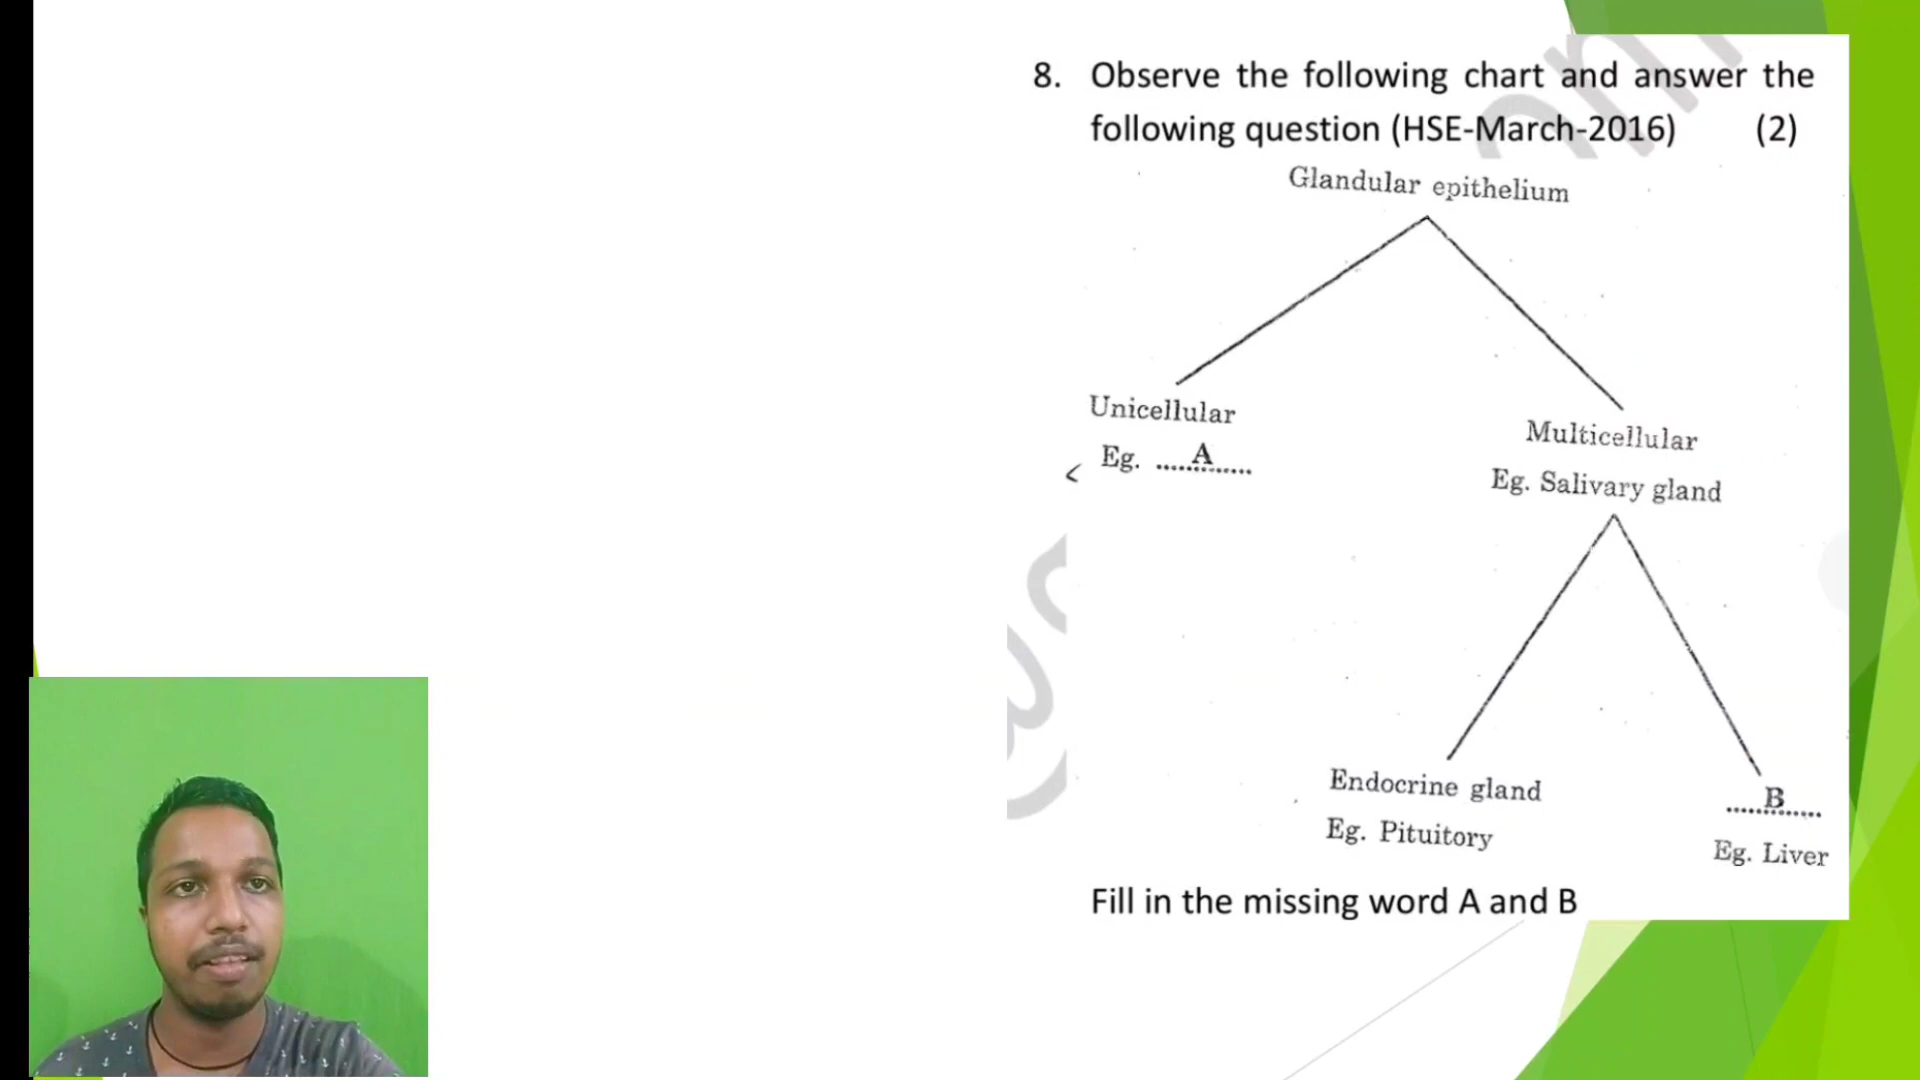 8. Observe the following chart and answer the
following question (HSE-March-2016) (2)
Glandular epithelium
Unicellular
Eg. ......A......
Multicellular
Eg. Salivary gland
Endocrine gland
Eg. Pituitory
......B......
Eg. Liver
Fill in the missing word A and B